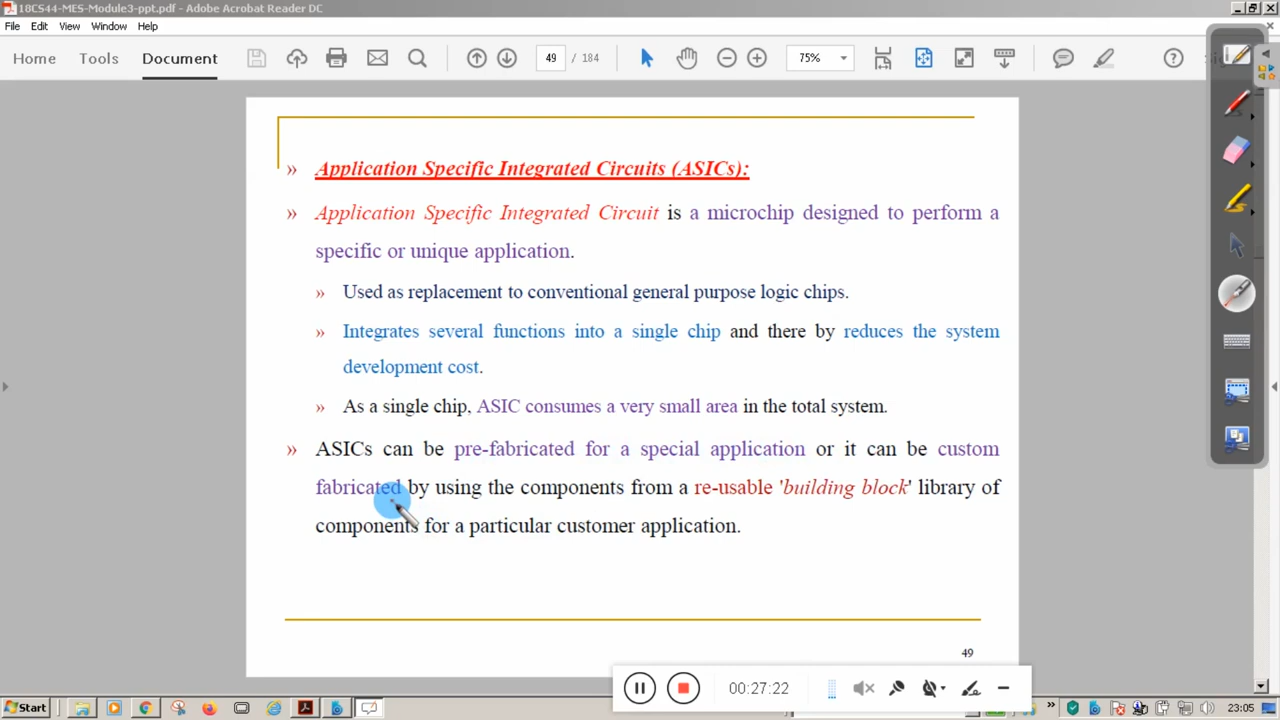 18CS44-MES-Module3-ppt.pdf - Adobe Acrobat Reader DC
File Edit View Window Help
Home Tools Document 49 / 184 75%
» Application Specific Integrated Circuits (ASICs):
» Application Specific Integrated Circuit is a microchip designed to perform a
specific or unique application.
» Used as replacement to conventional general purpose logic chips.
» Integrates several functions into a single chip and there by reduces the system
development cost.
» As a single chip, ASIC consumes a very small area in the total system.
» ASICs can be pre-fabricated for a special application or it can be custom
fabricated by using the components from a re-usable 'building block' library of
components for a particular customer application.
49
00:27:22
Start 23:05